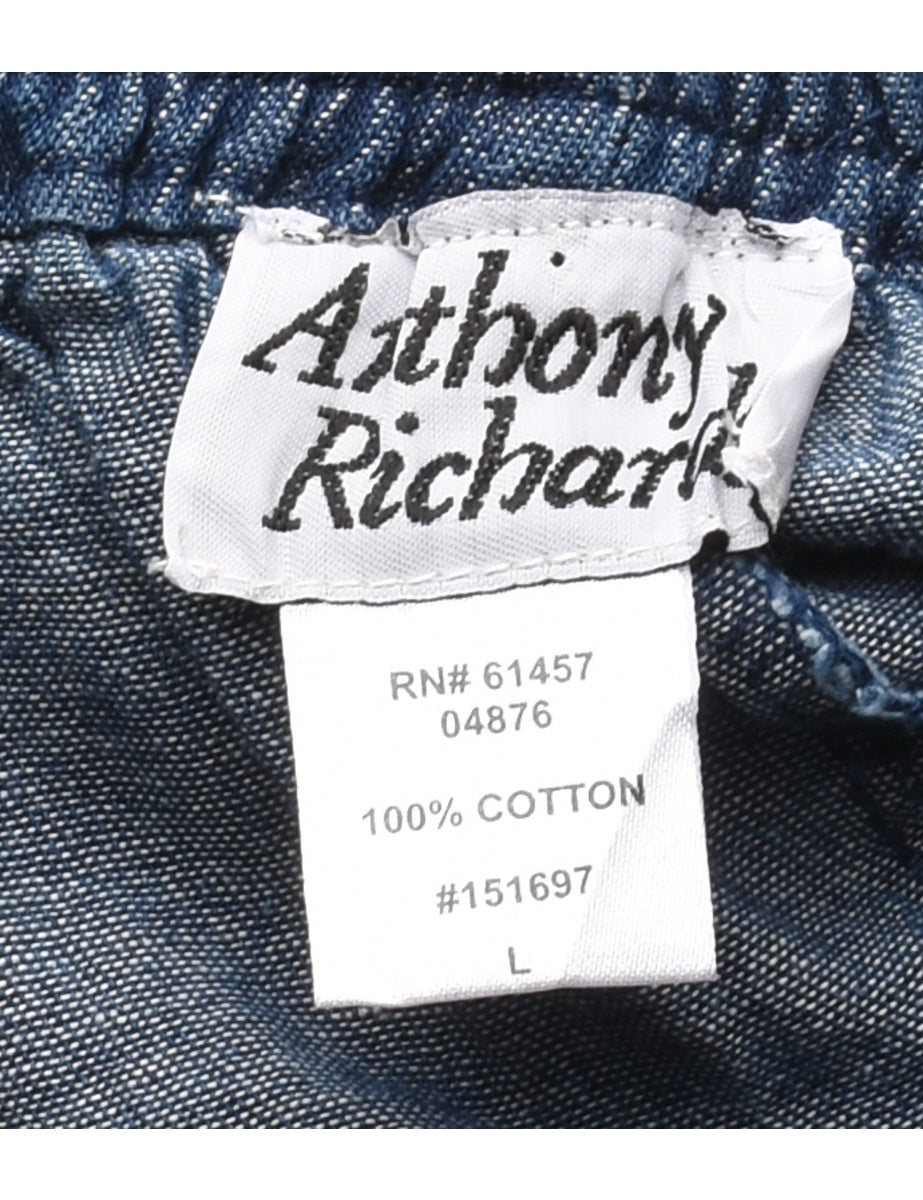 Anthony
Richard
RN# 61457
04876
100% COTTON
#151697
L